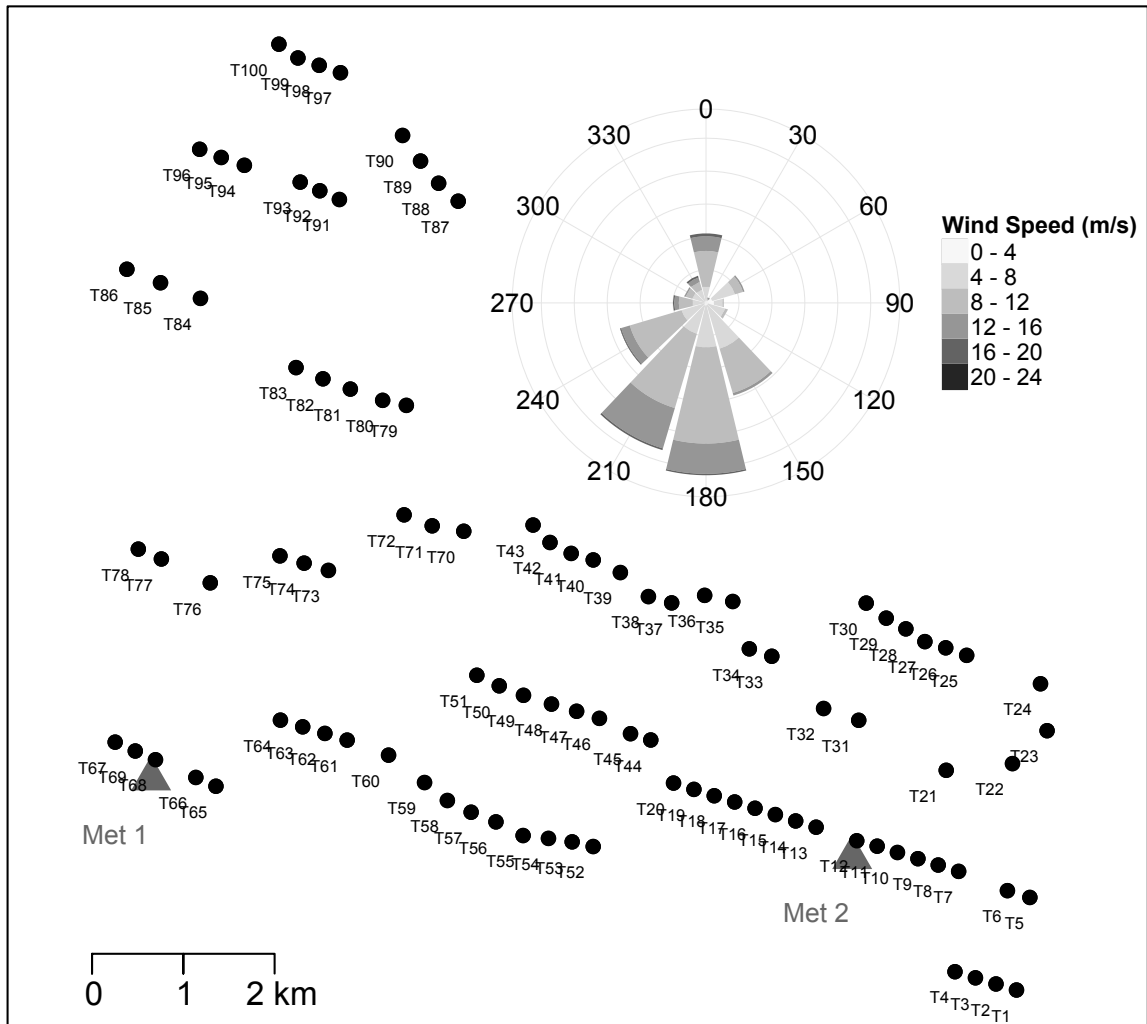 T100 T99 T98 T97
0
330 30
T90
T96 T95 T94 T89
T93 T92 T91 T88 T87
300 60
Wind Speed (m/s)
0 - 4
4 - 8
8 - 12
12 - 16
16 - 20
20 - 24
T86 T85 T84
270 90
T83 T82 T81 T80 T79
240 120
210 150
180
T72 T71 T70
T43 T42 T41 T40 T39
T78 T77 T76
T75 T74 T73
T38 T37 T36 T35
T30 T29 T28 T27 T26 T25
T34 T33
T24
T51 T50 T49 T48 T47 T46 T45 T44
T32 T31
T23
T67 T69 T68 T66 T65
T64 T63 T62 T61 T60
T22
T21
T59 T58 T57 T56 T55 T54 T53 T52
T20 T19 T18 T17 T16 T15 T14 T13
Met 1
T12 T11 T10 T9 T8 T7
T6 T5
Met 2
0 1 2 km
T4 T3 T2 T1